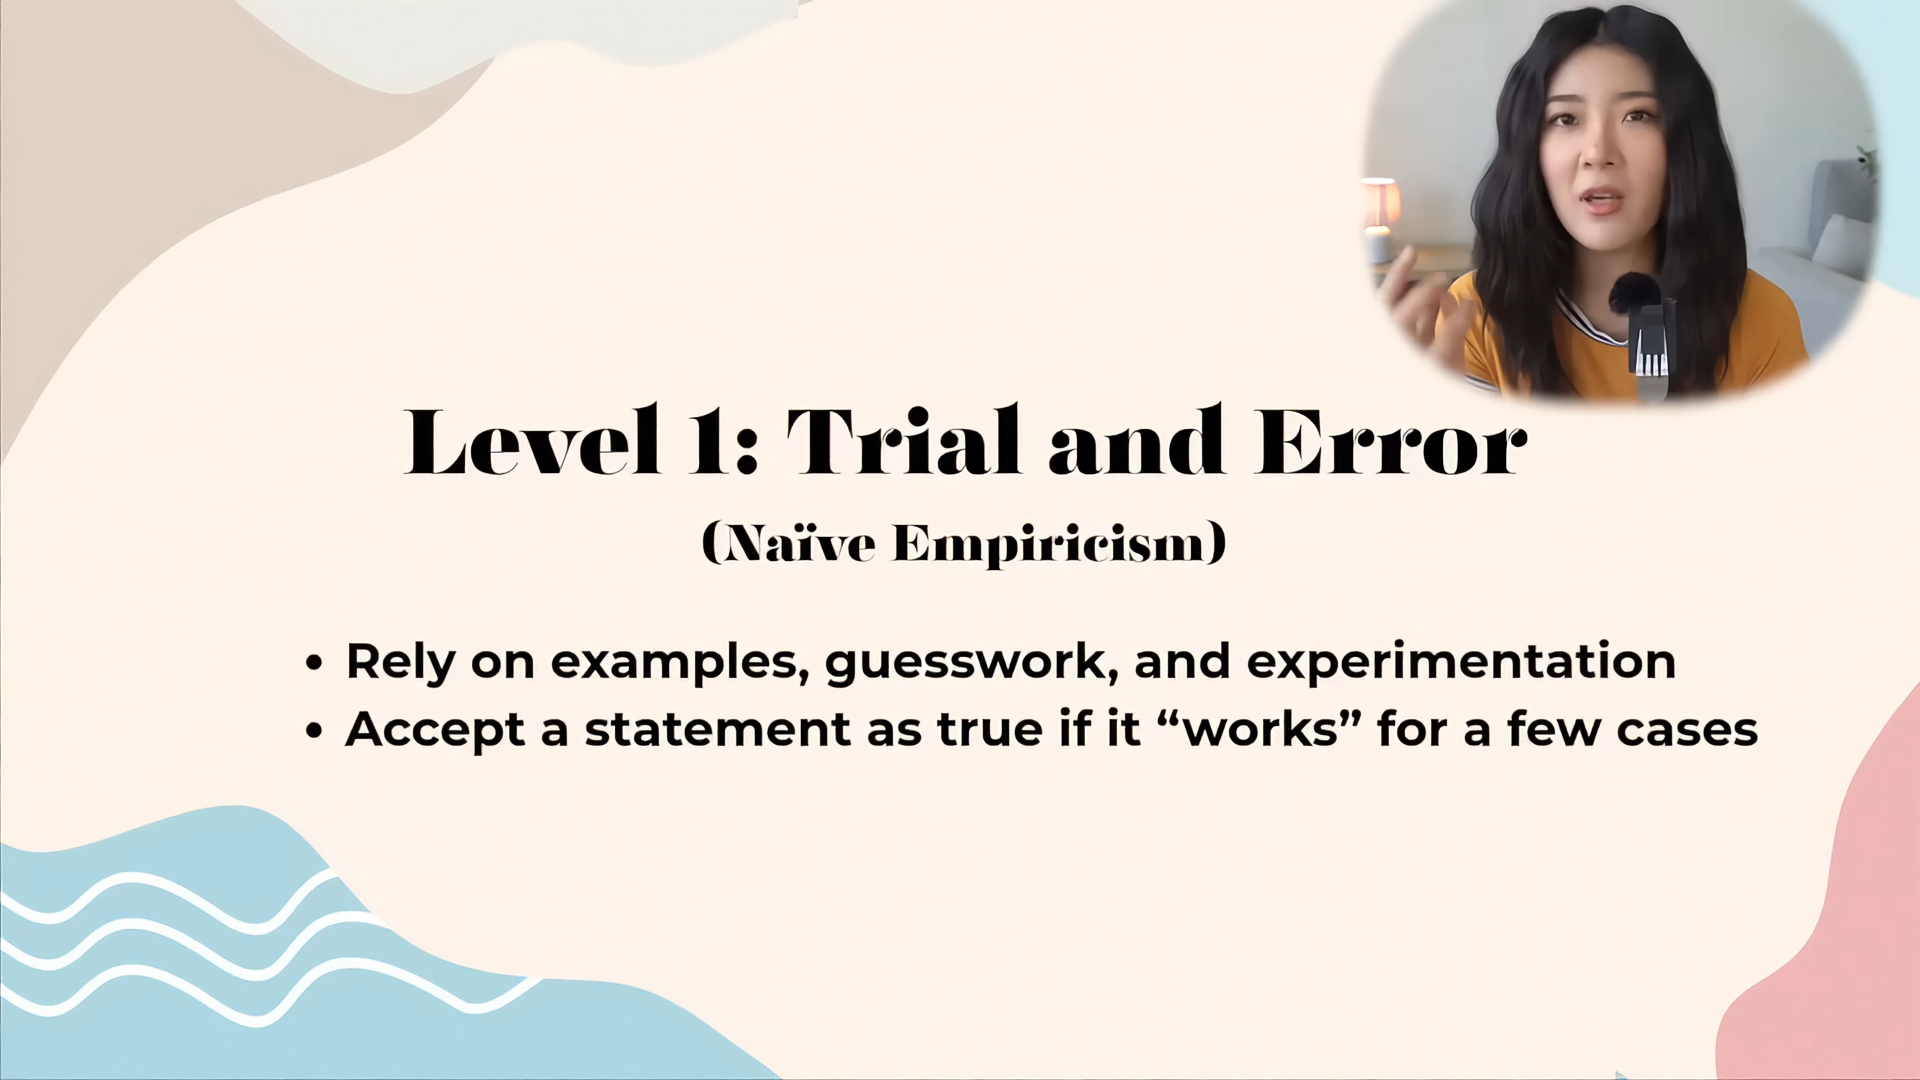 Level 1: Trial and Error
(Naïve Empiricism)
• Rely on examples, guesswork, and experimentation
• Accept a statement as true if it “works” for a few cases